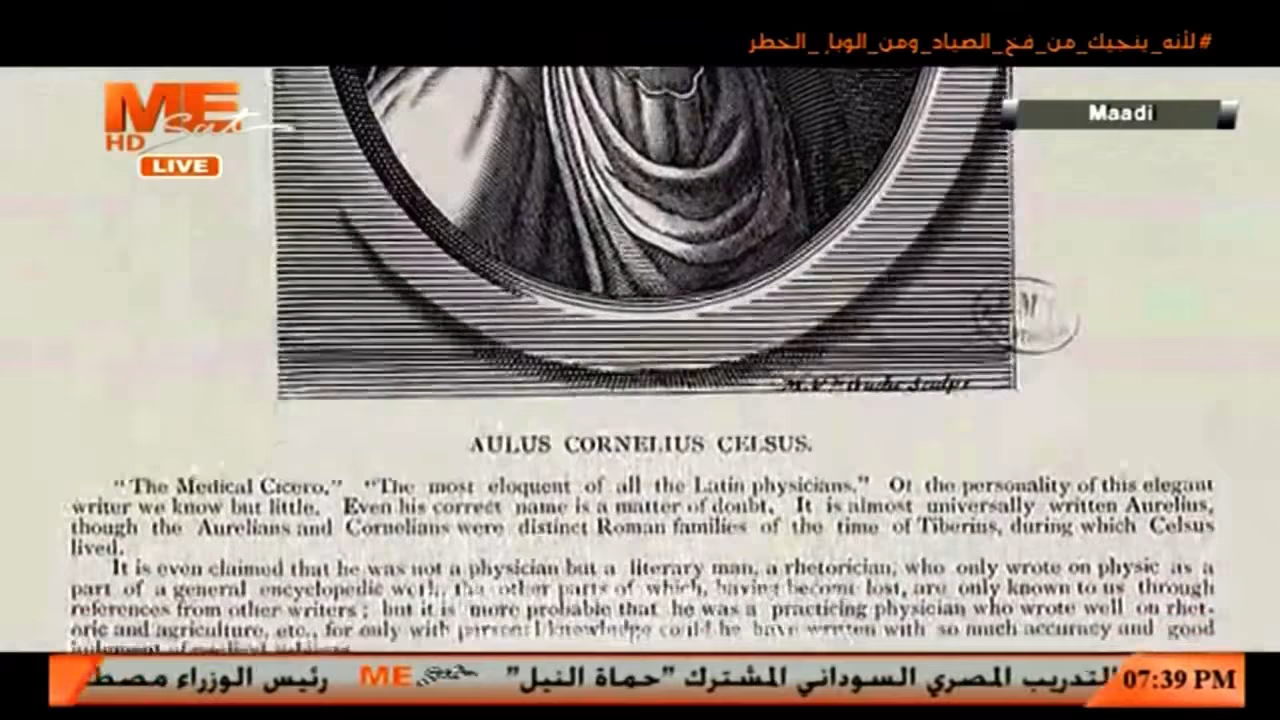 #لأنه_ينجيك_من_فخ_الصياد_ومن_الوبإ_الخطر
ME Sat
HD
LIVE
Maadi
AULUS CORNELIUS CELSUS.
"The Medical Cicero." "The most eloquent of all the Latin physicians." Of the personality of this elegant
writer we know but little. Even his correct name is a matter of doubt. It is almost universally written Aurelius,
though the Aurelians and Cornelians were distinct Roman families of the time of Tiberius, during which Celsus
lived.
It is even claimed that he was not a physician but a literary man, a rhetorician, who only wrote on physic as a
part of a general encyclopedic work, the other parts of which, having become lost, are only known to us through
references from other writers; but it is more probable that he was a practicing physician who wrote well on rhet-
oric and agriculture, etc., for only with personal knowledge could he have written with so much accuracy and good
التدريب المصري السوداني المشترك "حماة النيل" ME Sat رئيس الوزراء مصط
07:39 PM